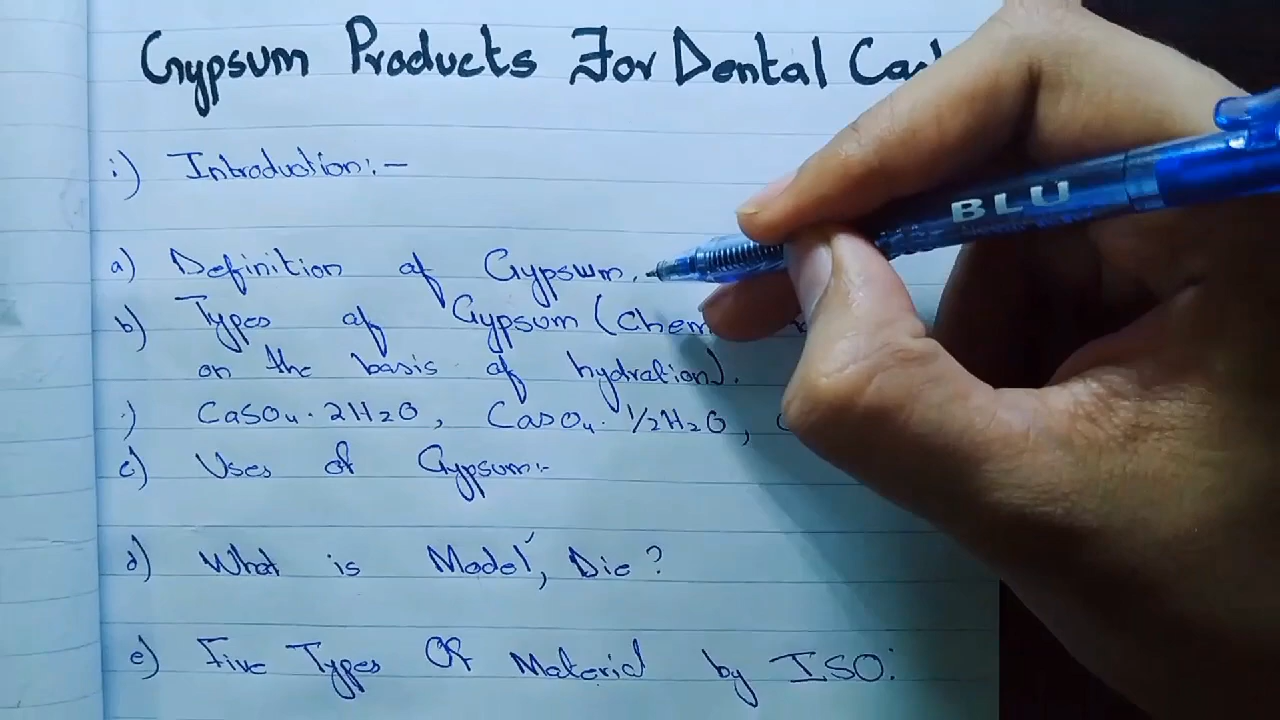 Gypsum Products For Dental
i) Introduction:-
a) Definition of Gypsum.
b) Types of Gypsum (Chem
on the basis of hydration).
i) CaSO₄·2H₂O, CaSO₄·1/2H₂O,
c) Uses of Gypsum:-
d) What is Model, Die?
e) Five Types Of Material by ISO:
BLU